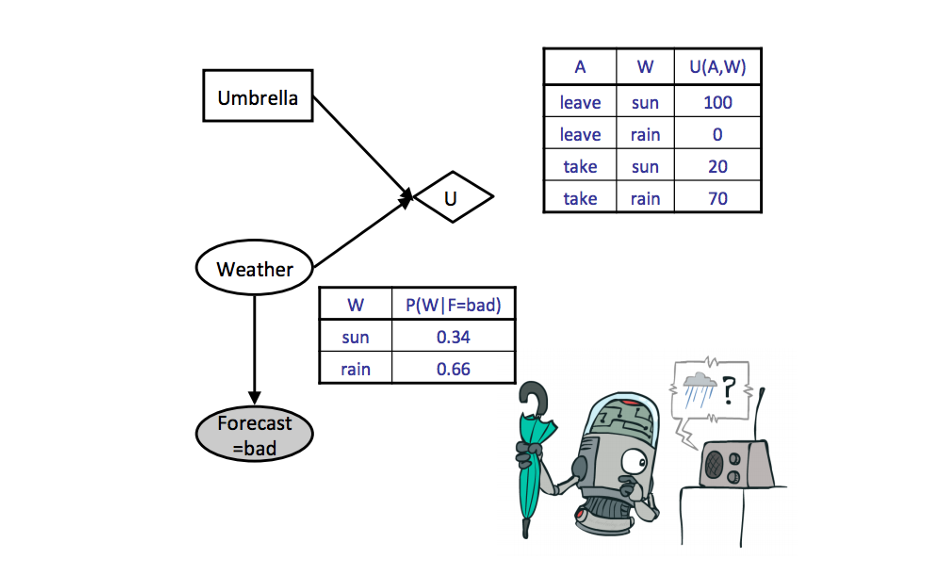 Umbrella
U
Weather
Forecast
=bad
A W U(A,W)
leave sun 100
leave rain 0
take sun 20
take rain 70
W P(W|F=bad)
sun 0.34
rain 0.66
?